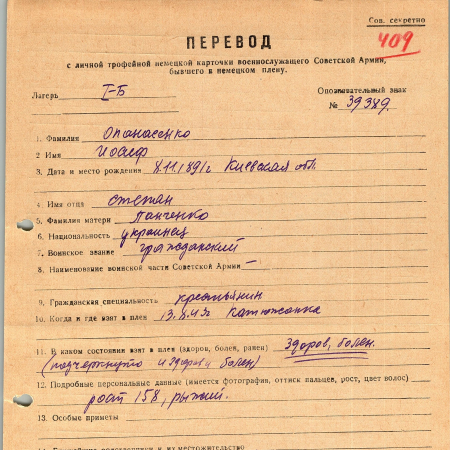 Сов. секретно
409
ПЕРЕВОД
с личной трофейной немецкой карточки военнослужащего Советской Армии,
бывшего в немецком плену.
Лагерь I-Б
Опознавательный знак
№ 39389.
1. Фамилия Опанасенко
2 Имя Иосиф
3. Дата и место рождения 8.11.1891г Киевская обл.
4. Имя отца степан
5. Фамилия матери Панченко
6. Национальность украинец
7. Воинское звание гражданский
8. Наименование воинской части Советской Армии —
9. Гражданская специальность крестьянин
10. Когда и где взят в плен 13.8.43г
11. В каком состоянии взят в плен (здоров, болен, ранен) Здоров, болен.
(подчеркнуто и здоров и болен)
12. Подробные персональные данные (имеется фотография, оттиск пальцев, рост, цвет волос)
рост 158, рыжий.
13. Особые приметы